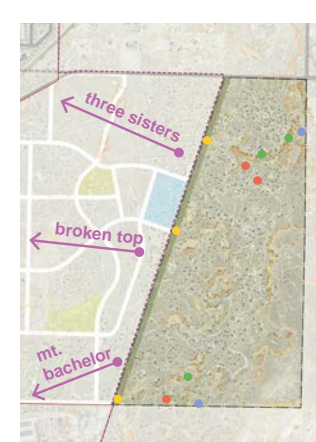 three sisters
broken top
mt.
bachelor